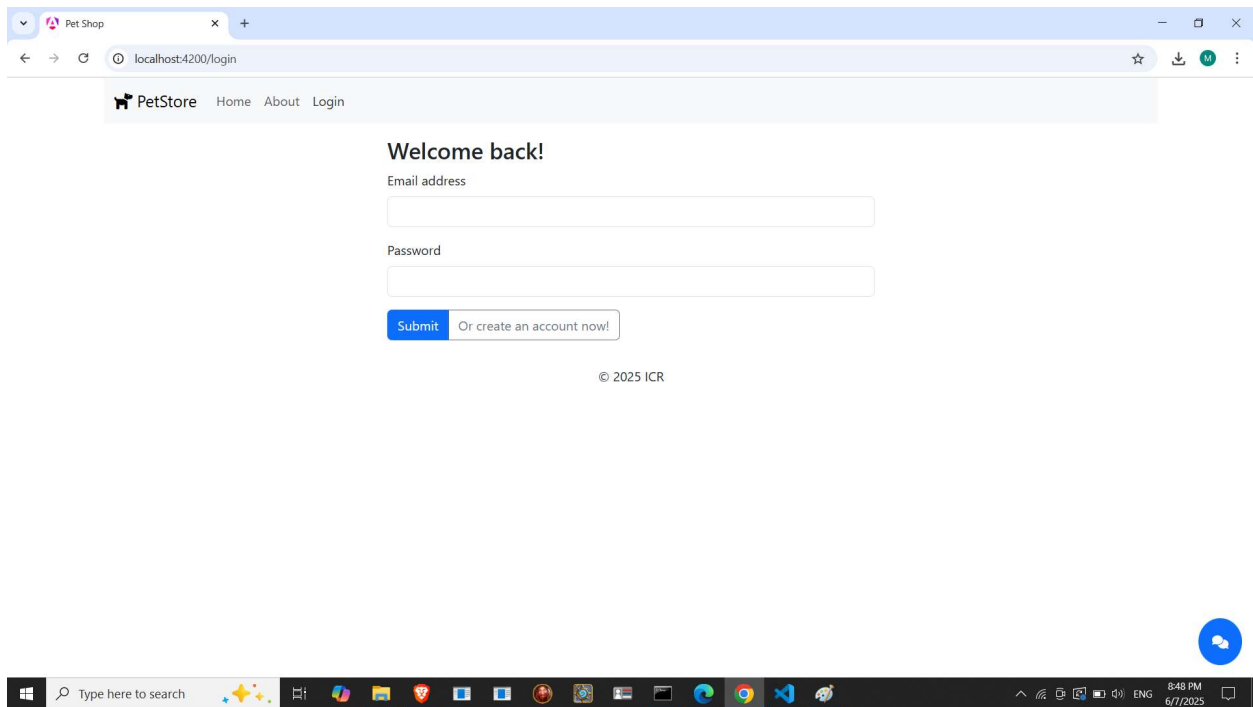 Pet Shop
localhost:4200/login
M
PetStore Home About Login
Welcome back!
Email address
Password
Submit Or create an account now!
© 2025 ICR
Type here to search
ENG
8:48 PM
6/7/2025